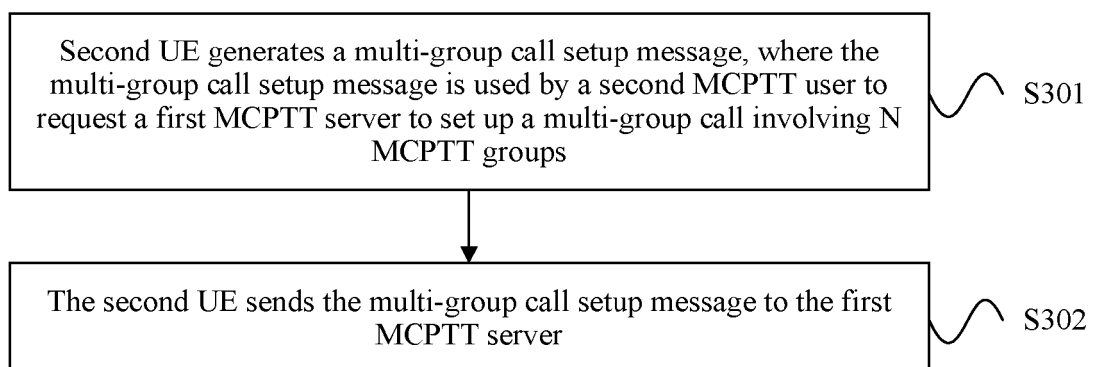 Second UE generates a multi-group call setup message, where the
multi-group call setup message is used by a second MCPTT user to
request a first MCPTT server to set up a multi-group call involving N
MCPTT groups
S301
The second UE sends the multi-group call setup message to the first
MCPTT server
S302